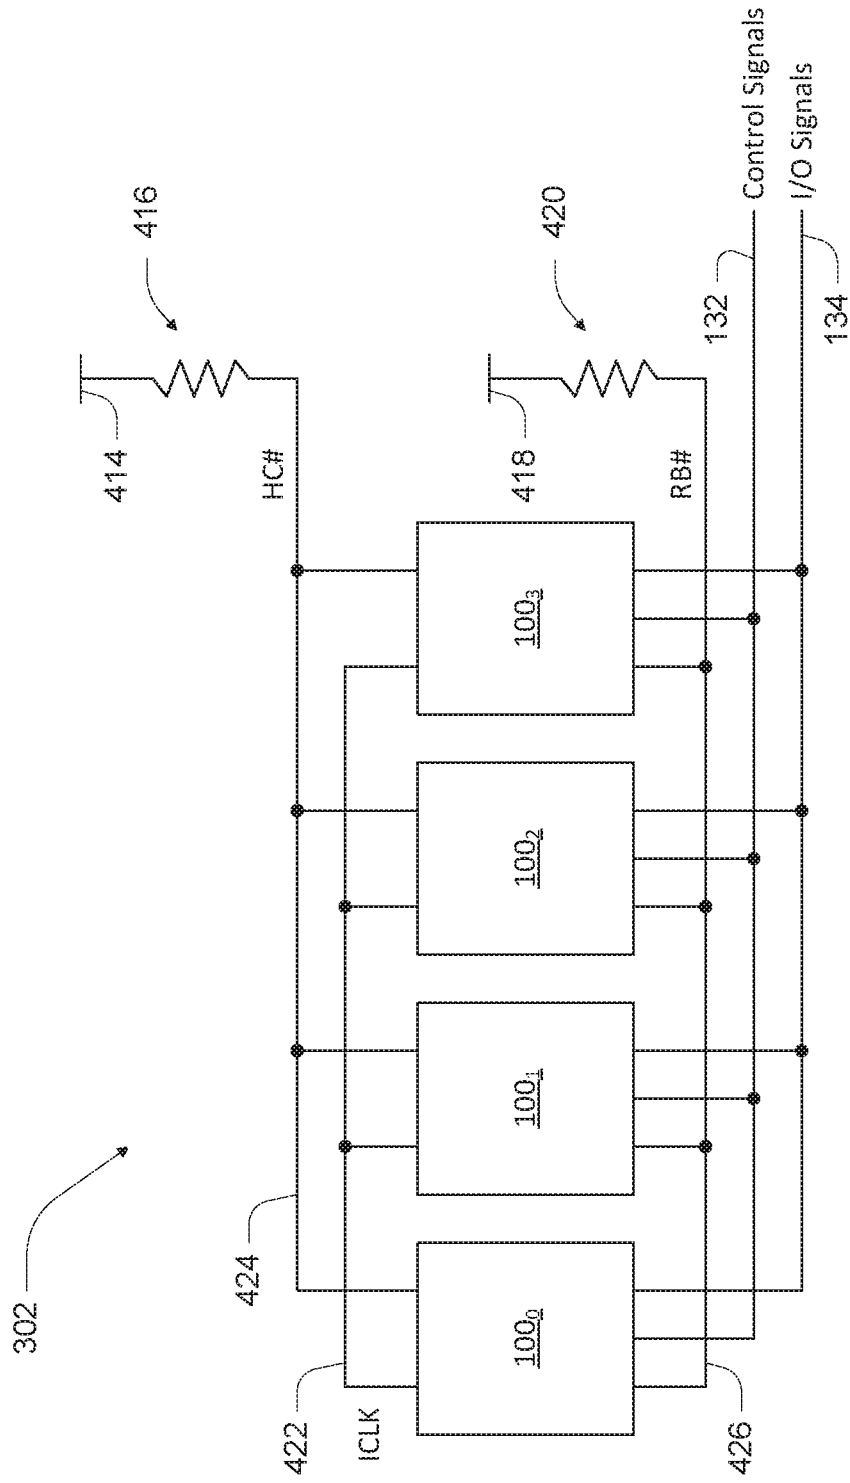 302
414
416
HC#
424
422
ICLK
418
420
RB#
100₀
100₁
100₂
100₃
426
132
Control Signals
I/O Signals
134